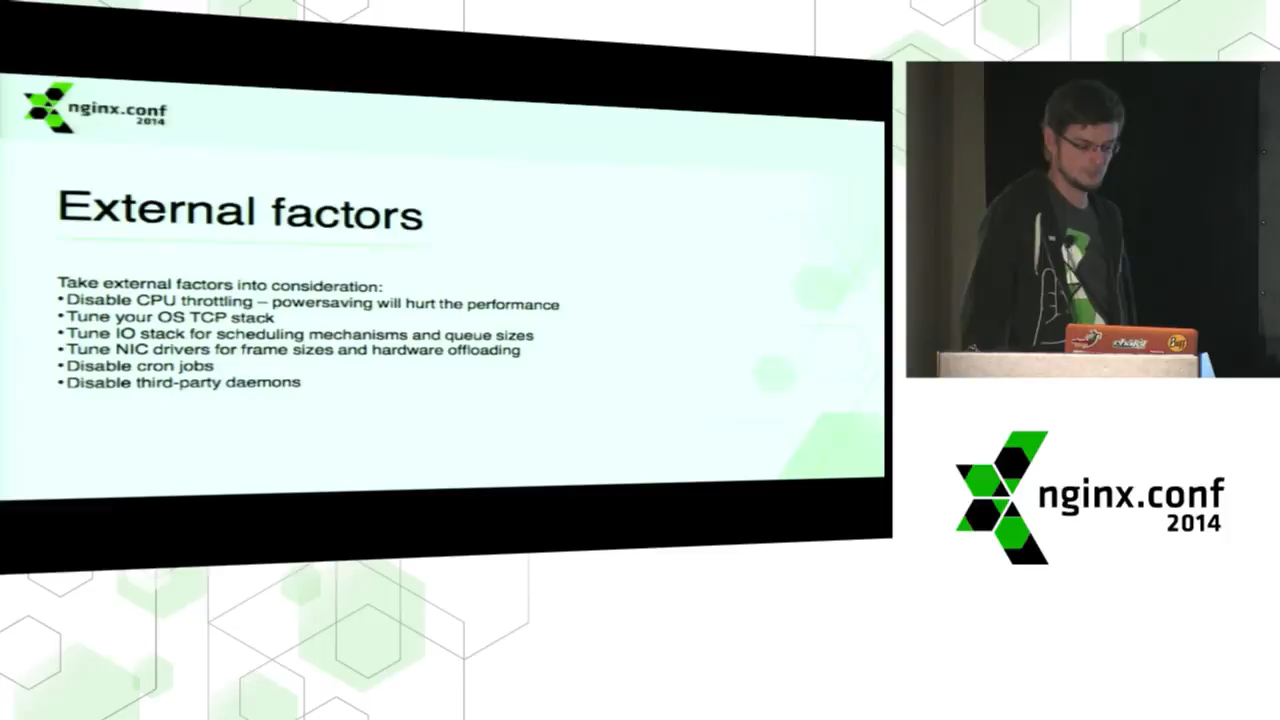 nginx.conf
2014
External factors
Take external factors into consideration:
•Disable CPU throttling – powersaving will hurt the performance
•Tune your OS TCP stack
•Tune IO stack for scheduling mechanisms and queue sizes
•Tune NIC drivers for frame sizes and hardware offloading
•Disable cron jobs
•Disable third-party daemons
Buff
nginx.conf
2014